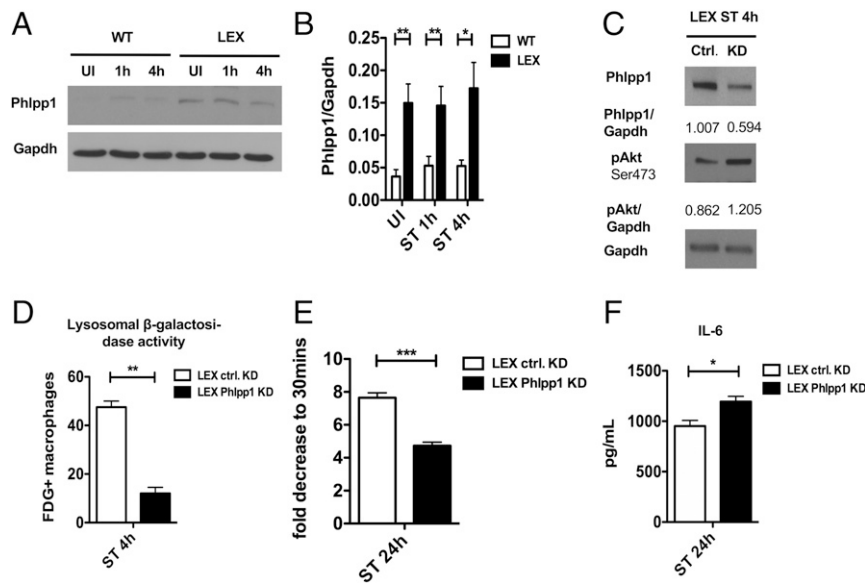 A
WT LEX
UI 1h 4h UI 1h 4h
Phlpp1
Gapdh
B
Phlpp1/Gapdh
0.20
0.15
0.10
0.05
0.00
** ** *
WT
LEX
UI
ST 1h
ST 4h
C
LEX ST 4h
Ctrl. KD
Phlpp1
Phlpp1/
Gapdh
1.007 0.594
pAkt
Ser473
pAkt/
Gapdh
0.862 1.205
Gapdh
D
Lysosomal β-galactosi-
dase activity
FDG+ macrophages
60
40
20
0
**
LEX ctrl. KD
LEX Phlpp1 KD
ST 4h
E
fold decrease to 30mins
10
8
6
4
2
0
***
LEX ctrl. KD
LEX Phlpp1 KD
ST 24h
F
IL-6
pg/mL
1500
1000
500
0
*
LEX ctrl. KD
LEX Phlpp1 KD
ST 24h